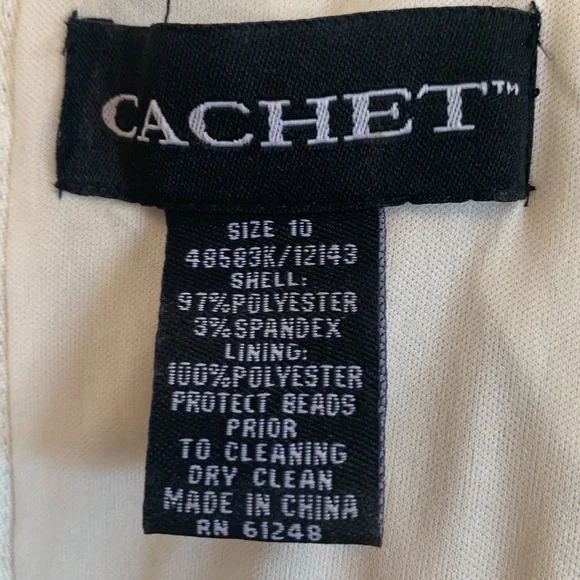 CACHET™
SIZE 10
48583K/12143
SHELL:
97%POLYESTER
3%SPANDEX
LINING:
100%POLYESTER
PROTECT BEADS
PRIOR
TO CLEANING
DRY CLEAN
MADE IN CHINA
RN 61248